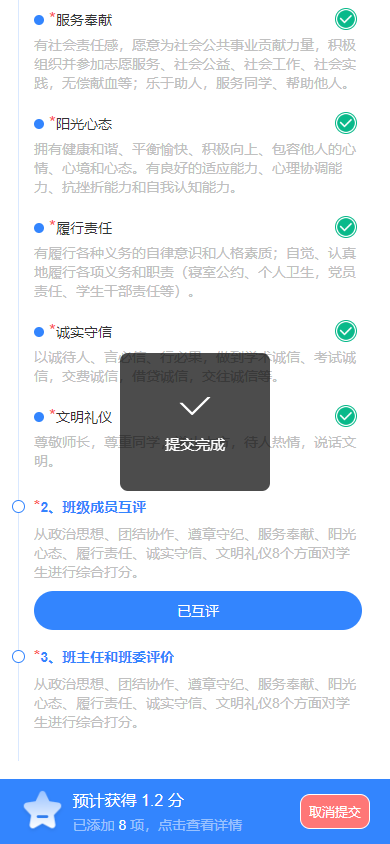 *服务奉献
有社会责任感，愿意为社会公共事业贡献力量，积极
组织并参加志愿服务、社会公益、社会工作、社会实
践，无偿献血等；乐于助人，服务同学、帮助他人。
*阳光心态
拥有健康和谐、平衡愉快、积极向上、包容他人的心
情、心境和心态。有良好的适应能力、心理协调能
力、抗挫折能力和自我认知能力。
*履行责任
有履行各种义务的自律意识和人格素质；自觉、认真
地履行各项义务和职责（寝室公约、个人卫生，党员
责任、学生干部责任等）。
*诚实守信
以诚待人、言必信、行必果，做到学术诚信、考试诚
信，交费诚信，借贷诚信，交往诚信等。
提交完成
*文明礼仪
尊敬师长，尊重同学，待人热情，说话文
明。
*2、班级成员互评
从政治思想、团结协作、遵章守纪、服务奉献、阳光
心态、履行责任、诚实守信、文明礼仪8个方面对学
生进行综合打分。
已互评
*3、班主任和班委评价
从政治思想、团结协作、遵章守纪、服务奉献、阳光
心态、履行责任、诚实守信、文明礼仪8个方面对学
生进行综合打分。
预计获得 1.2 分
已添加 8 项，点击查看详情
取消提交